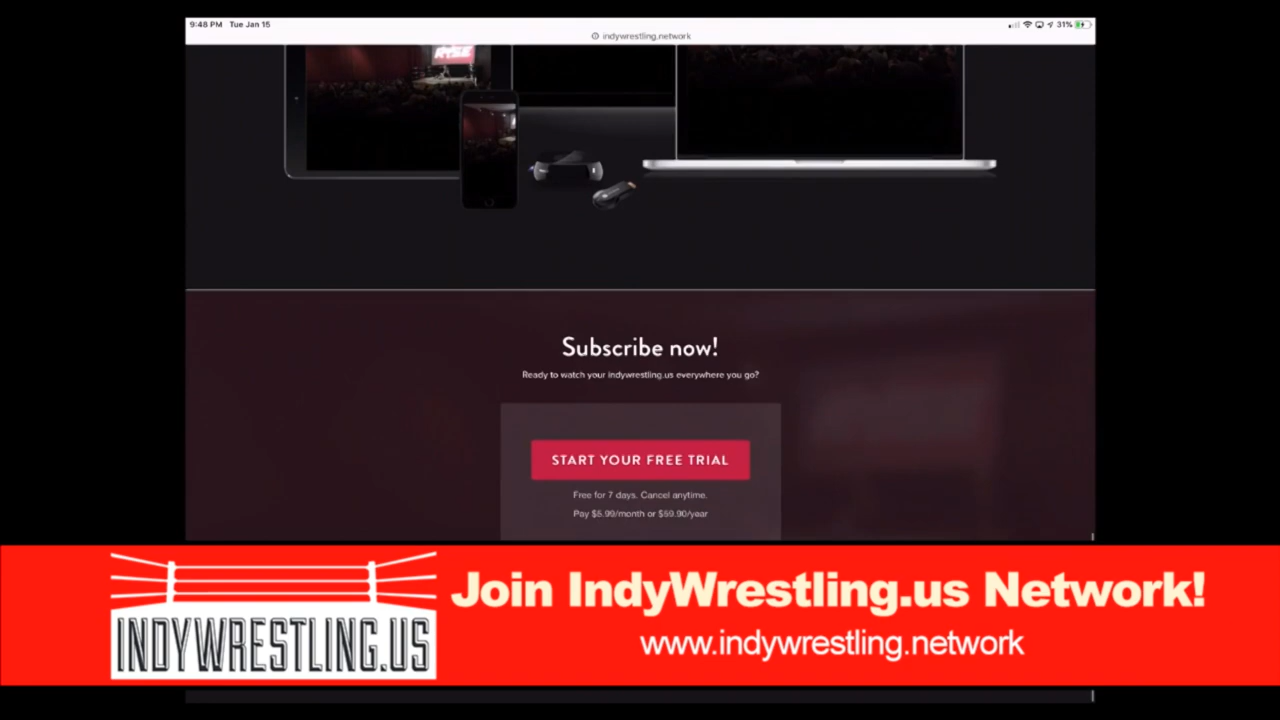 9:48 PM Tue Jan 15
31%
indywrestling.network
RYSE
Subscribe now!
Ready to watch your indywrestling.us everywhere you go?
START YOUR FREE TRIAL
Free for 7 days. Cancel anytime.
Pay $5.99/month or $59.90/year
INDYWRESTLING.US
Join IndyWrestling.us Network!
www.indywrestling.network